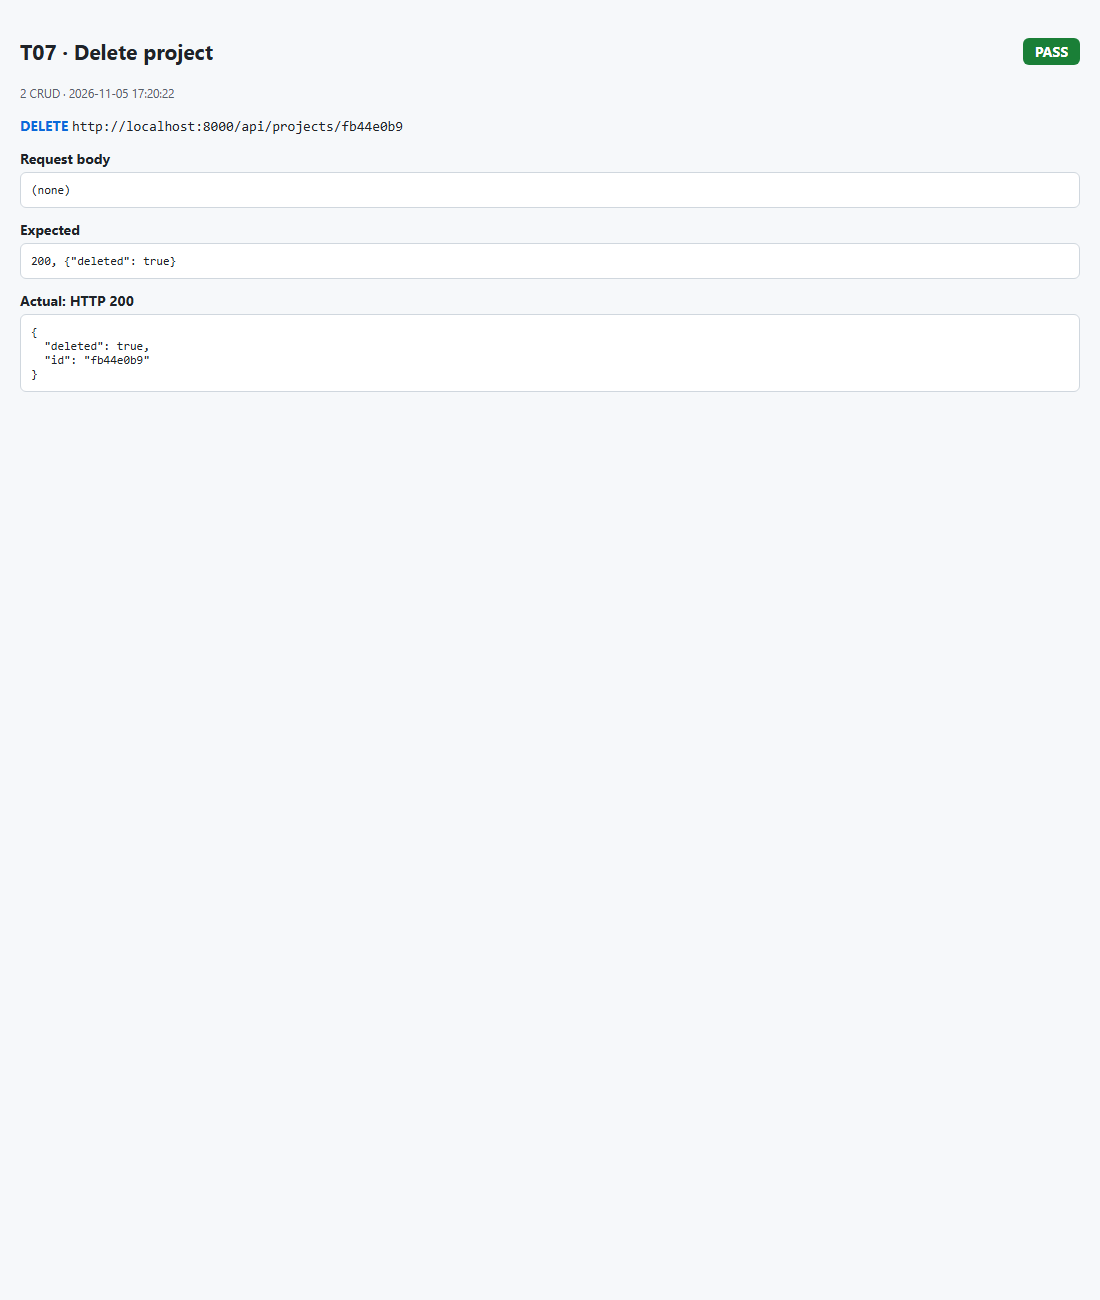 T07 · Delete project
PASS
2 CRUD · 2026-11-05 17:20:22
DELETE http://localhost:8000/api/projects/fb44e0b9
Request body
(none)
Expected
200, {"deleted": true}
Actual: HTTP 200
{
  "deleted": true,
  "id": "fb44e0b9"
}